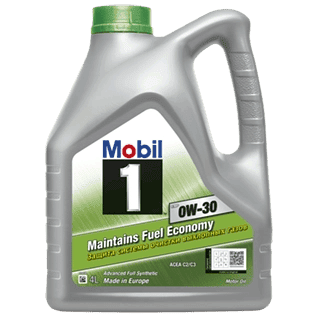 Mobil
1
0W-30
Maintains Fuel Economy
Защита системы очистки выхлопных газов
ACEA C2/C3
4L
Advanced Full Synthetic
Made in Europe
Motor Oil